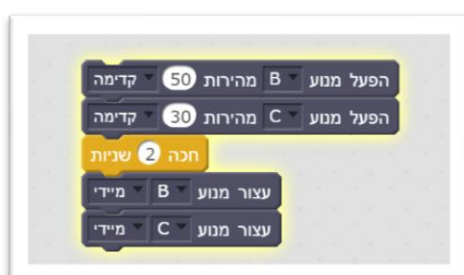 הפעל מנוע B מהירות 50 קדימה
הפעל מנוע C מהירות 30 קדימה
חכה 2 שניות
עצור מנוע B מיידי
עצור מנוע C מיידי